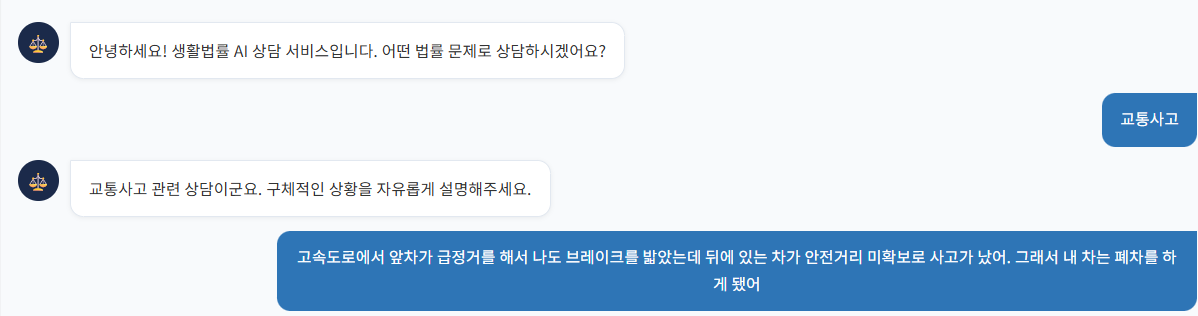 안녕하세요! 생활법률 AI 상담 서비스입니다. 어떤 법률 문제로 상담하시겠어요?
교통사고
교통사고 관련 상담이군요. 구체적인 상황을 자유롭게 설명해주세요.
고속도로에서 앞차가 급정거를 해서 나도 브레이크를 밟았는데 뒤에 있는 차가 안전거리 미확보로 사고가 났어. 그래서 내 차는 폐차를 하
게 됐어